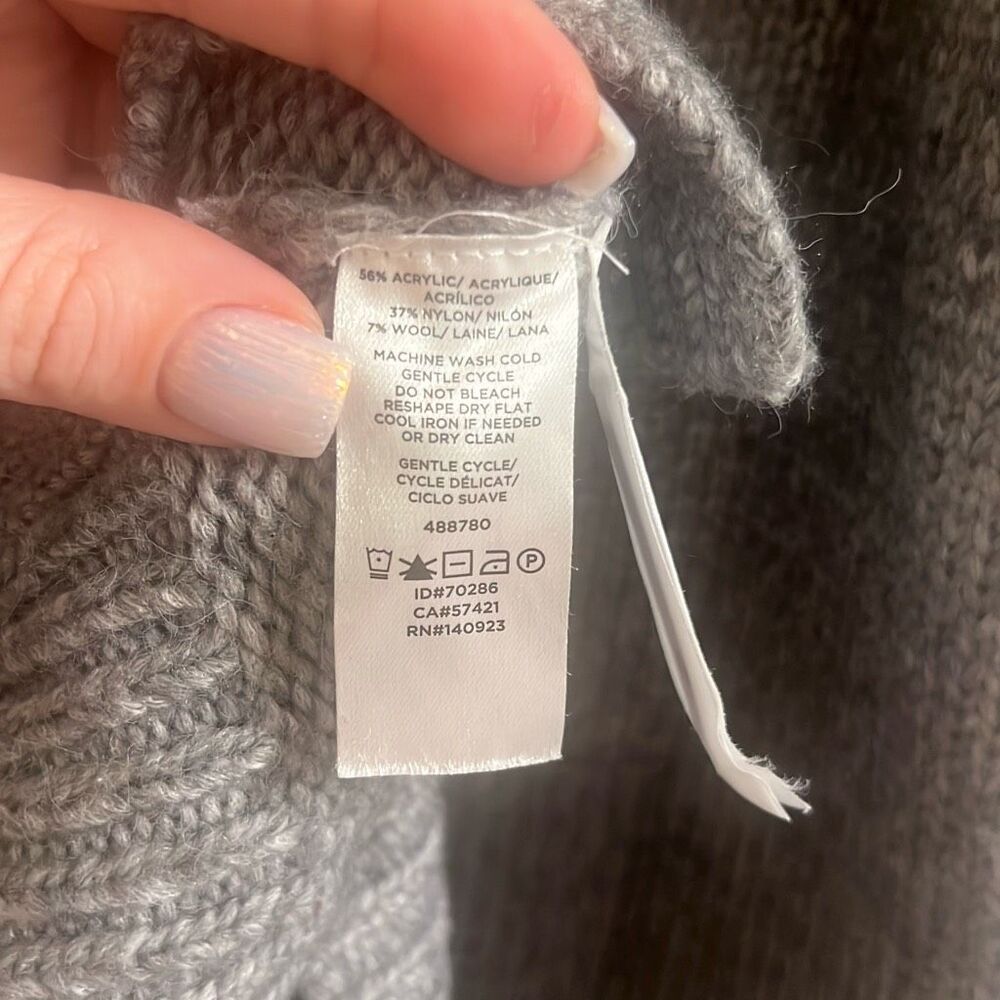 56% ACRYLIC/ ACRYLIQUE/
ACRÍLICO
37% NYLON/ NILÓN
7% WOOL/ LAINE/ LANA
MACHINE WASH COLD
GENTLE CYCLE
DO NOT BLEACH
RESHAPE DRY FLAT
COOL IRON IF NEEDED
OR DRY CLEAN
GENTLE CYCLE/
CYCLE DÉLICAT/
CICLO SUAVE
488780
P
ID#70286
CA#57421
RN#140923